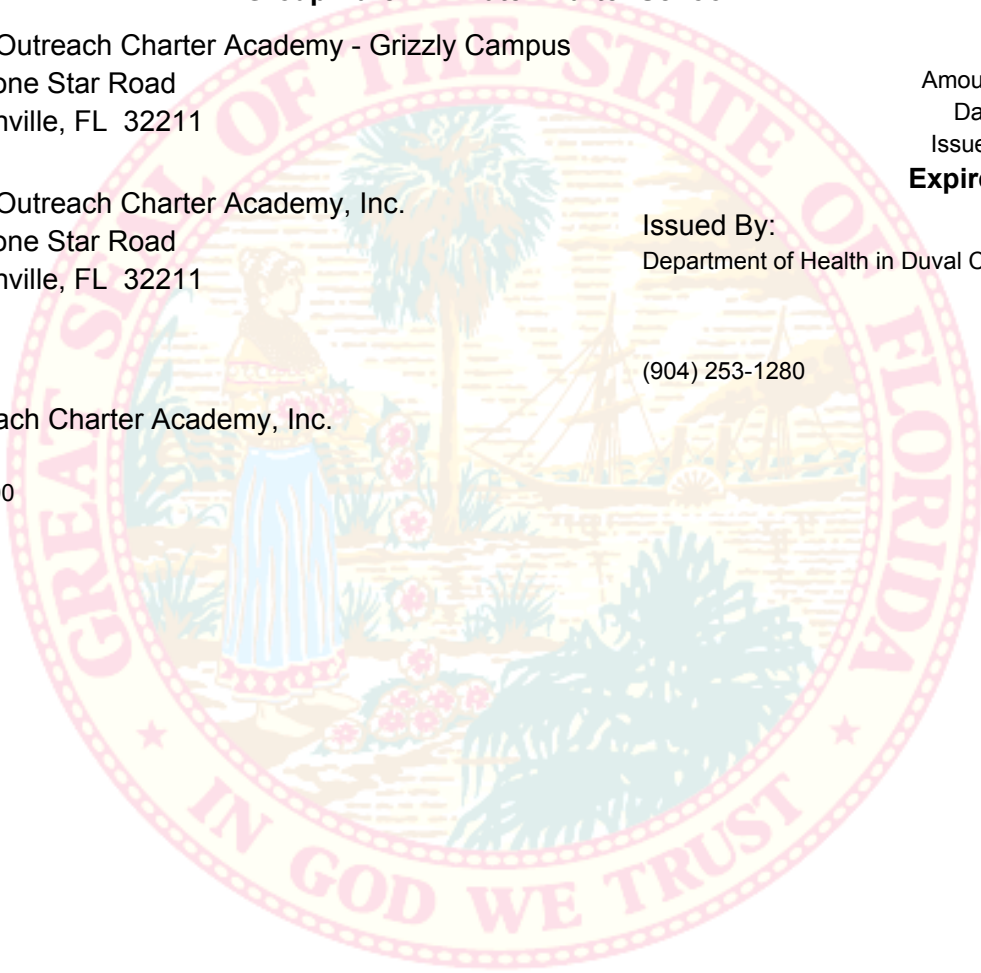 Outreach Charter Academy - Grizzly Campus
one Star Road
nville, FL 32211
Outreach Charter Academy, Inc.
one Star Road
nville, FL 32211
ach Charter Academy, Inc.
00
Amou
Da
Issue
Expire
Issued By:
Department of Health in Duval C
(904) 253-1280
GREAT SEAL OF THE STATE OF FLORIDA
IN GOD WE TRUST